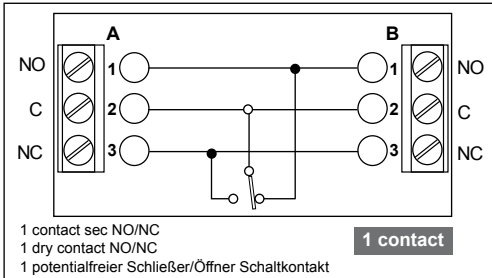 A B
NO 1 1 NO
C 2 2 C
NC 3 3 NC
1 contact sec NO/NC
1 dry contact NO/NC
1 potentialfreier Schließer/Öffner Schaltkontakt
1 contact